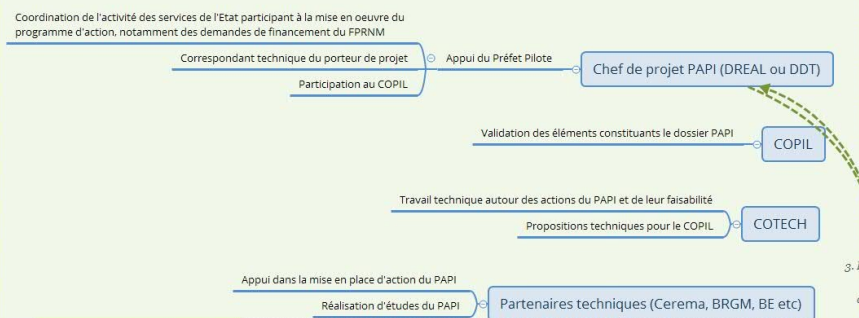 Coordination de l'activité des services de l'Etat participant à la mise en oeuvre du
programme d'action, notamment des demandes de financement du FPRNM
Correspondant technique du porteur de projet
Appui du Préfet Pilote
Chef de projet PAPI (DREAL ou DDT)
Participation au COPIL
Validation des éléments constituants le dossier PAPI
COPIL
Travail technique autour des actions du PAPI et de leur faisabilité
COTECH
Propositions techniques pour le COPIL
3.
Appui dans la mise en place d'action du PAPI
Partenaires techniques (Cerema, BRGM, BE etc)
Réalisation d'études du PAPI